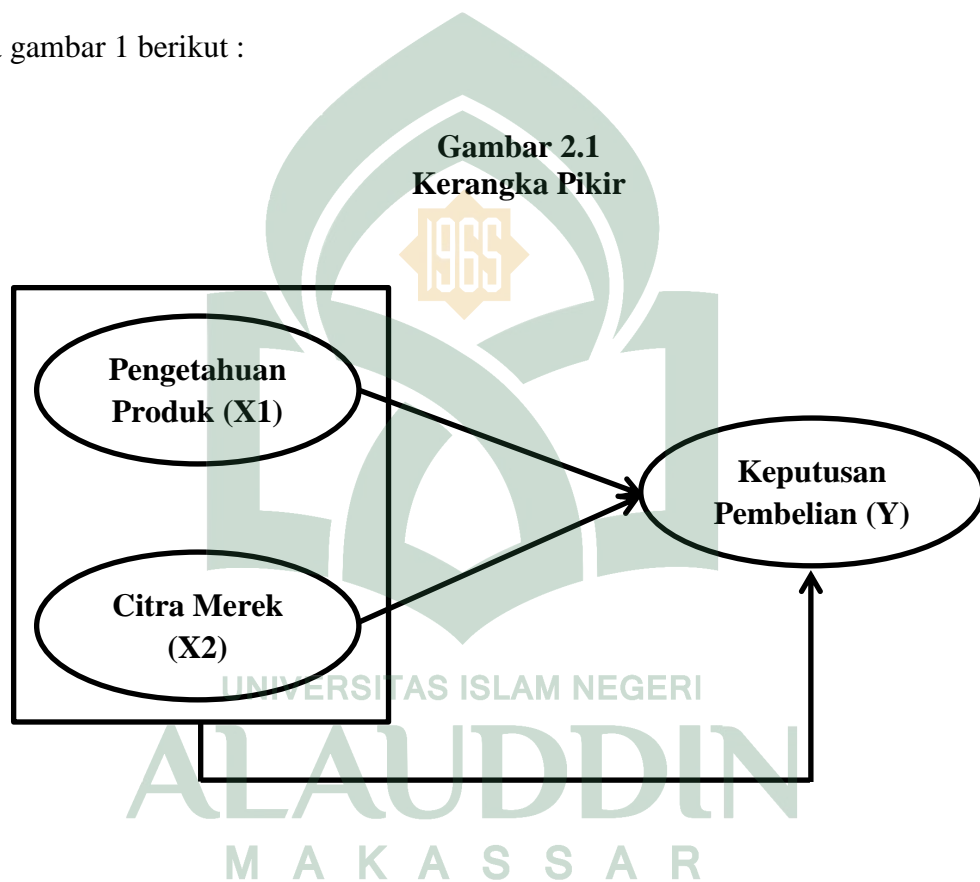 gambar 1 berikut :
Gambar 2.1
Kerangka Pikir
1965
Pengetahuan
Produk (X1)
Keputusan
Pembelian (Y)
Citra Merek
(X2)
UNIVERSITAS ISLAM NEGERI
ALAUDDIN
MAKASSAR